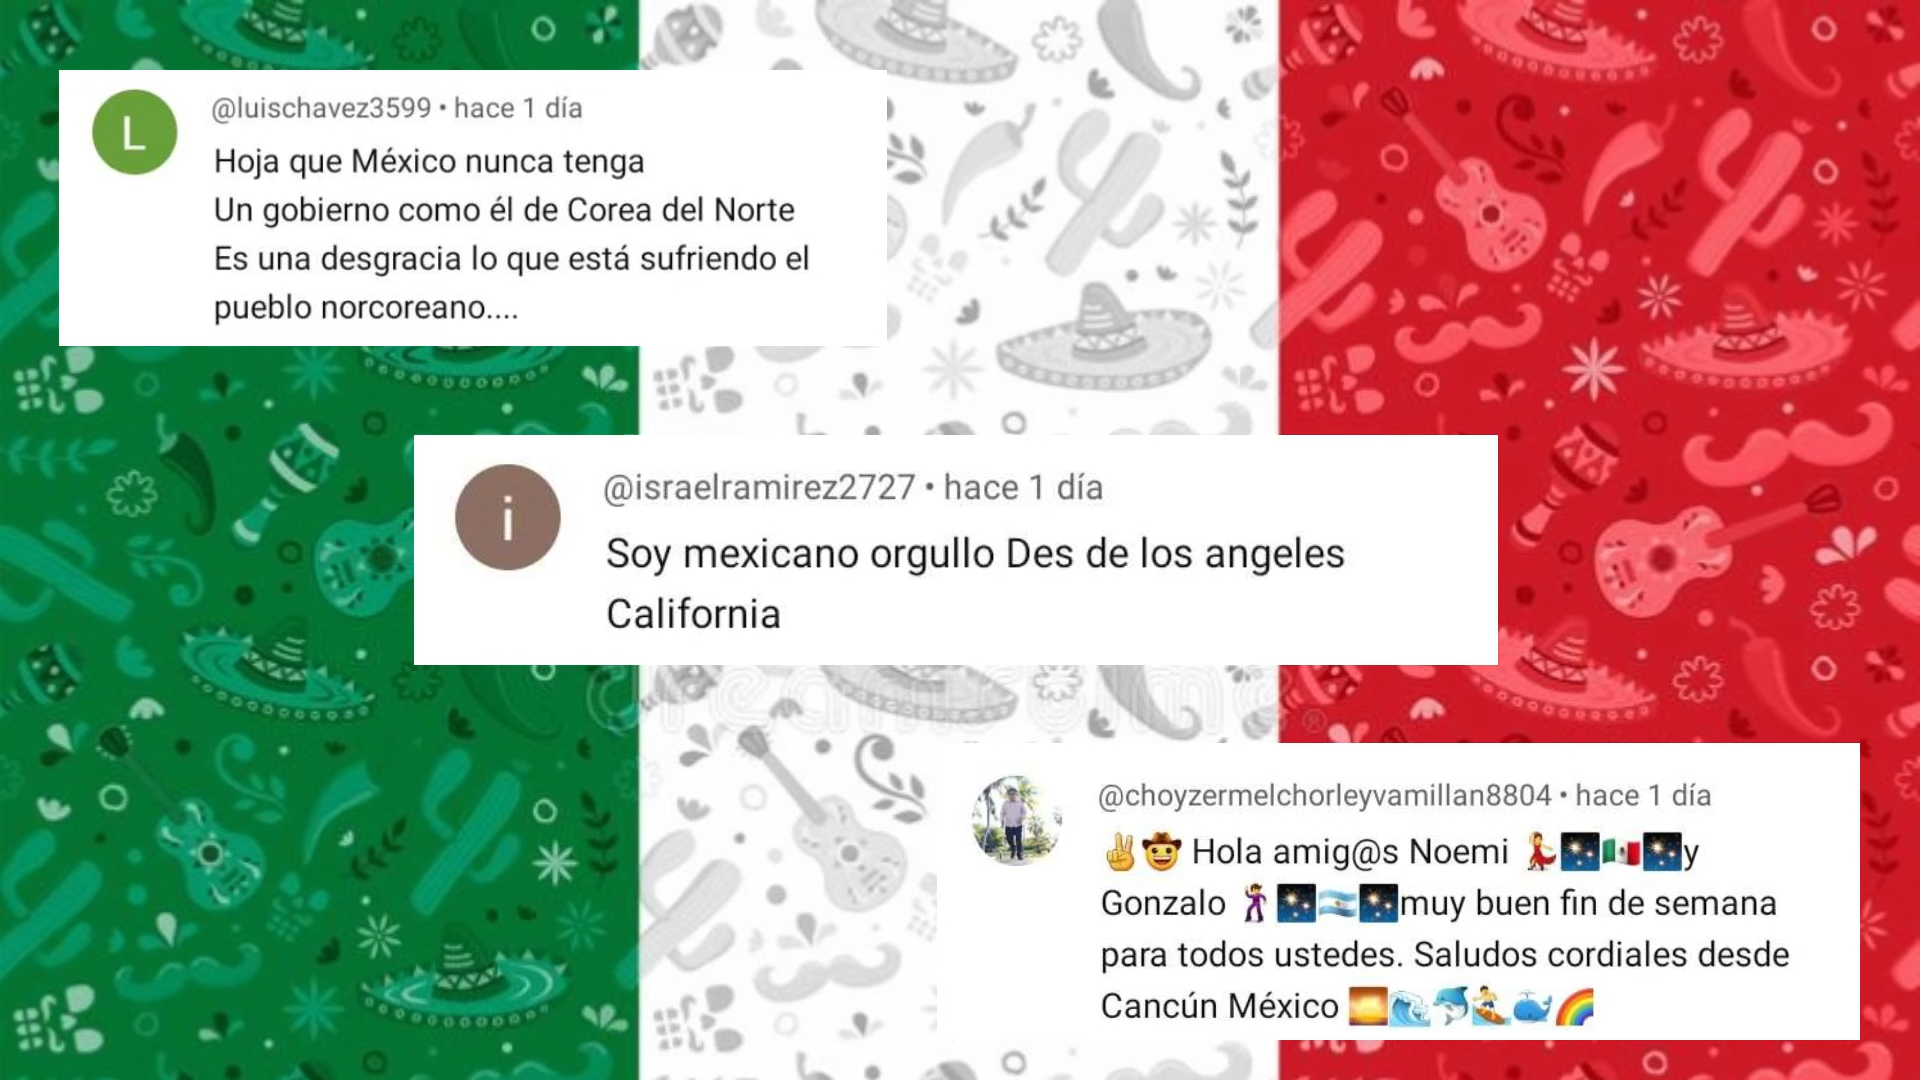 L
@luischavez3599 • hace 1 día
Hoja que México nunca tenga
Un gobierno como él de Corea del Norte
Es una desgracia lo que está sufriendo el
pueblo norcoreano....
i
@israelramirez2727 • hace 1 día
Soy mexicano orgullo Des de los angeles
California
dreamstime®
@choyzermelchorleyvamillan8804 • hace 1 día
✌️🤠 Hola amig@s Noemi 💃🎇🇲🇽🎇y
Gonzalo 🕺🎇🇦🇷🎇muy buen fin de semana
para todos ustedes. Saludos cordiales desde
Cancún México 🌅🌊🐬🏄🐳🌈